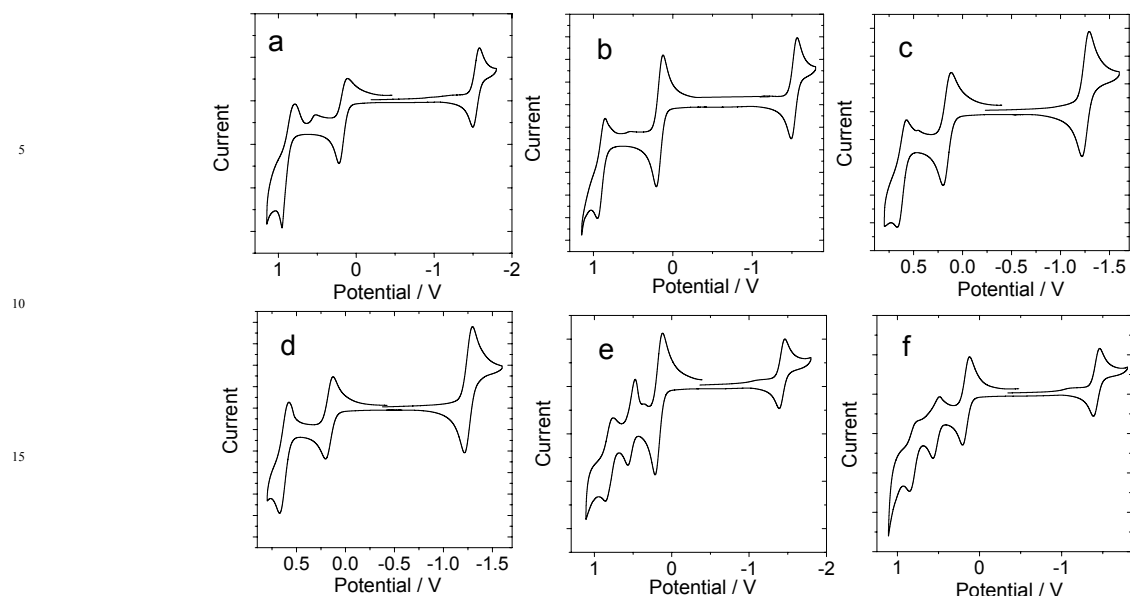 a
b
c
5
Current
Current
Current
1 0 -1 -2
1 0 -1
0.5 0.0 -0.5 -1.0 -1.5
Potential / V
Potential / V
Potential / V
10
d
e
f
15
Current
Current
Current
0.5 0.0 -0.5 -1.0 -1.5
1 0 -1 -2
1 0 -1
Potential / V
Potential / V
Potential / V